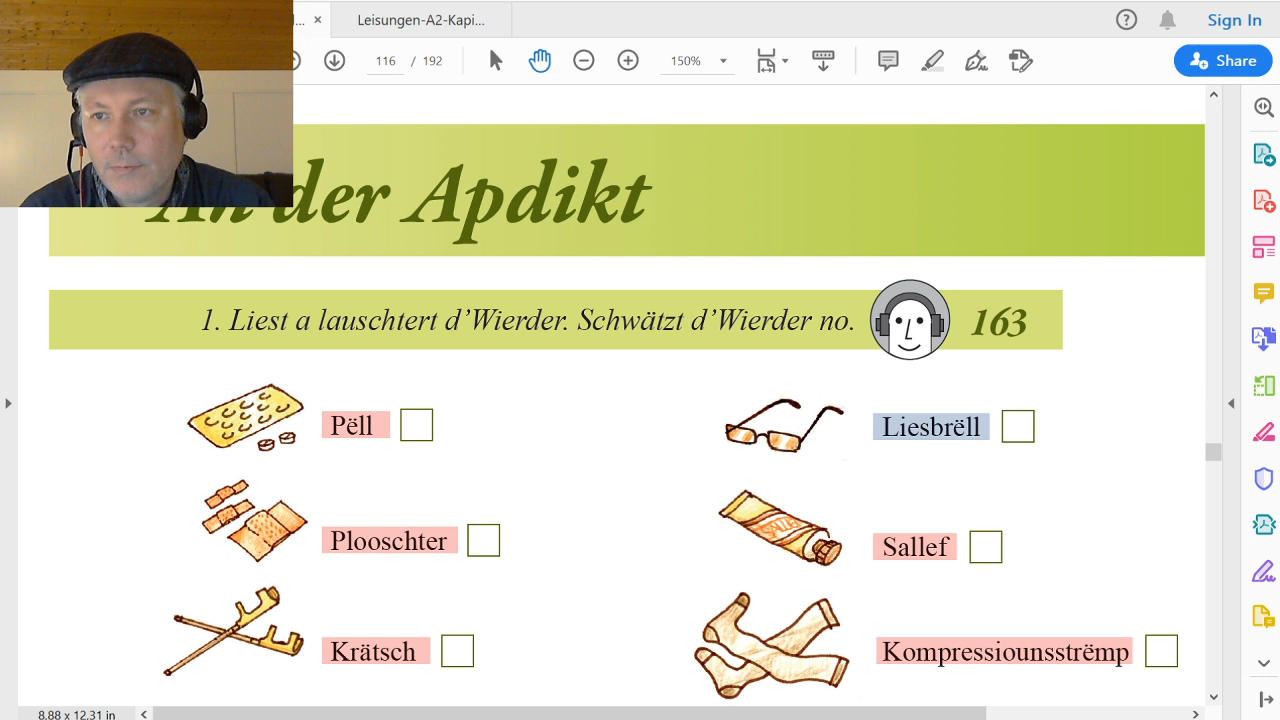 Leisungen-A2-Kapi...
Sign In
116 / 192
150%
Share
An der Apdikt
1. Liest a lauschtert d’Wierder. Schwätzt d’Wierder no.
163
Pëll
Liesbrëll
Plooschter
Sallef
Krätsch
Kompressiounsstrëmp
8.88 x 12.31 in